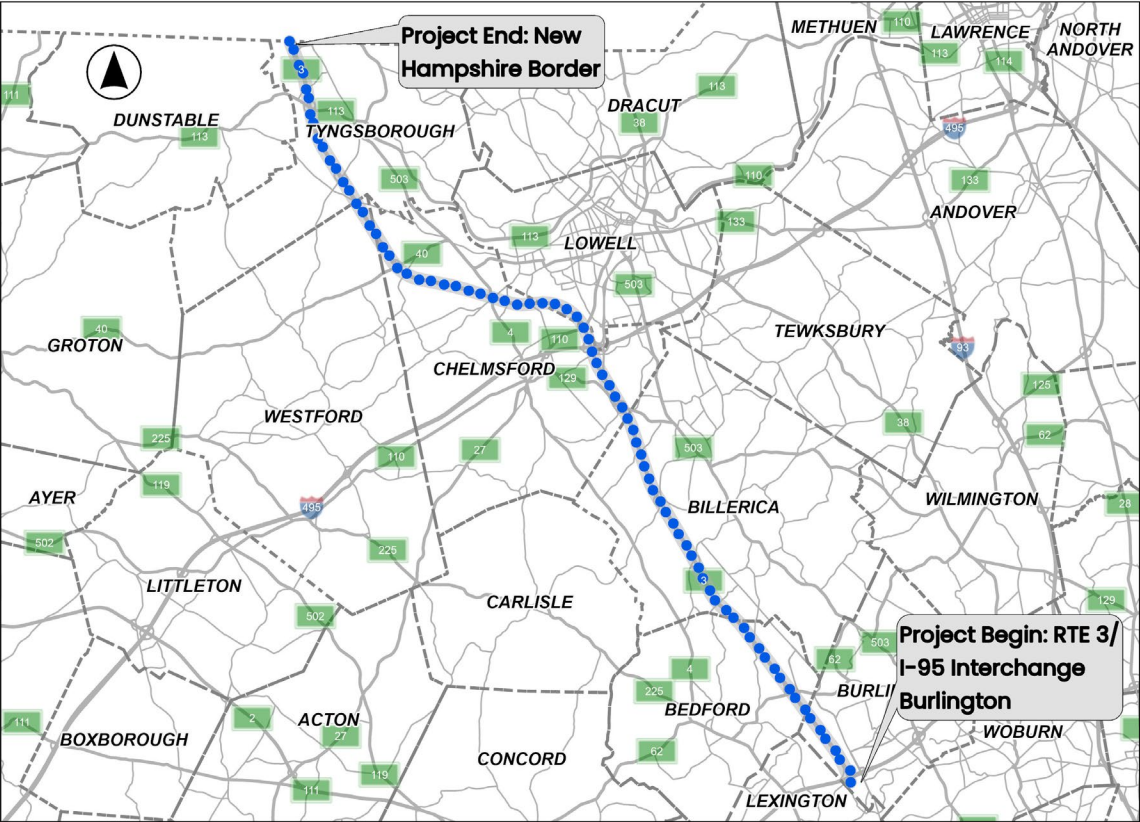 Project End: New
Hampshire Border
METHUEN
110
LAWRENCE
NORTH
ANDOVER
113
114
3
111
113
DUNSTABLE
113
TYNGSBOROUGH
113
DRACUT
38
495
503
110
133
ANDOVER
133
113
LOWELL
40
503
40
GROTON
4
110
TEWKSBURY
93
CHELMSFORD
129
125
WESTFORD
38
62
225
110
27
503
119
AYER
495
BILLERICA
WILMINGTON
28
502
225
3
LITTLETON
CARLISLE
129
502
Project Begin: RTE 3/
I-95 Interchange
Burlington
503
62
4
225
BURLI
BEDFORD
111
2
ACTON
27
BOXBOROUGH
62
WOBURN
CONCORD
119
111
LEXINGTON